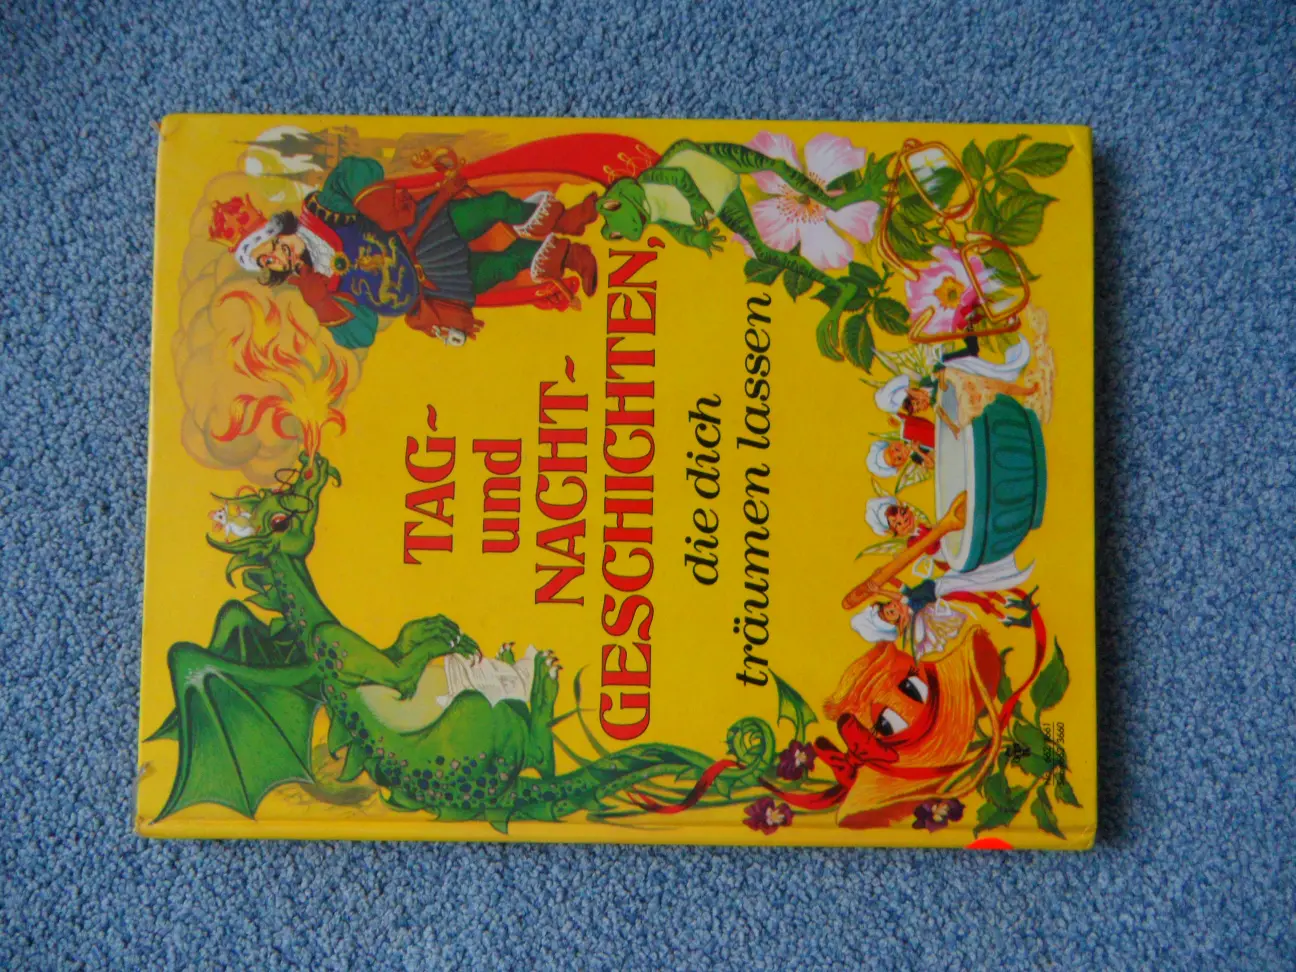 TAG~
und
NACHT~
GESCHICHTEN,
die dich
träumen lassen